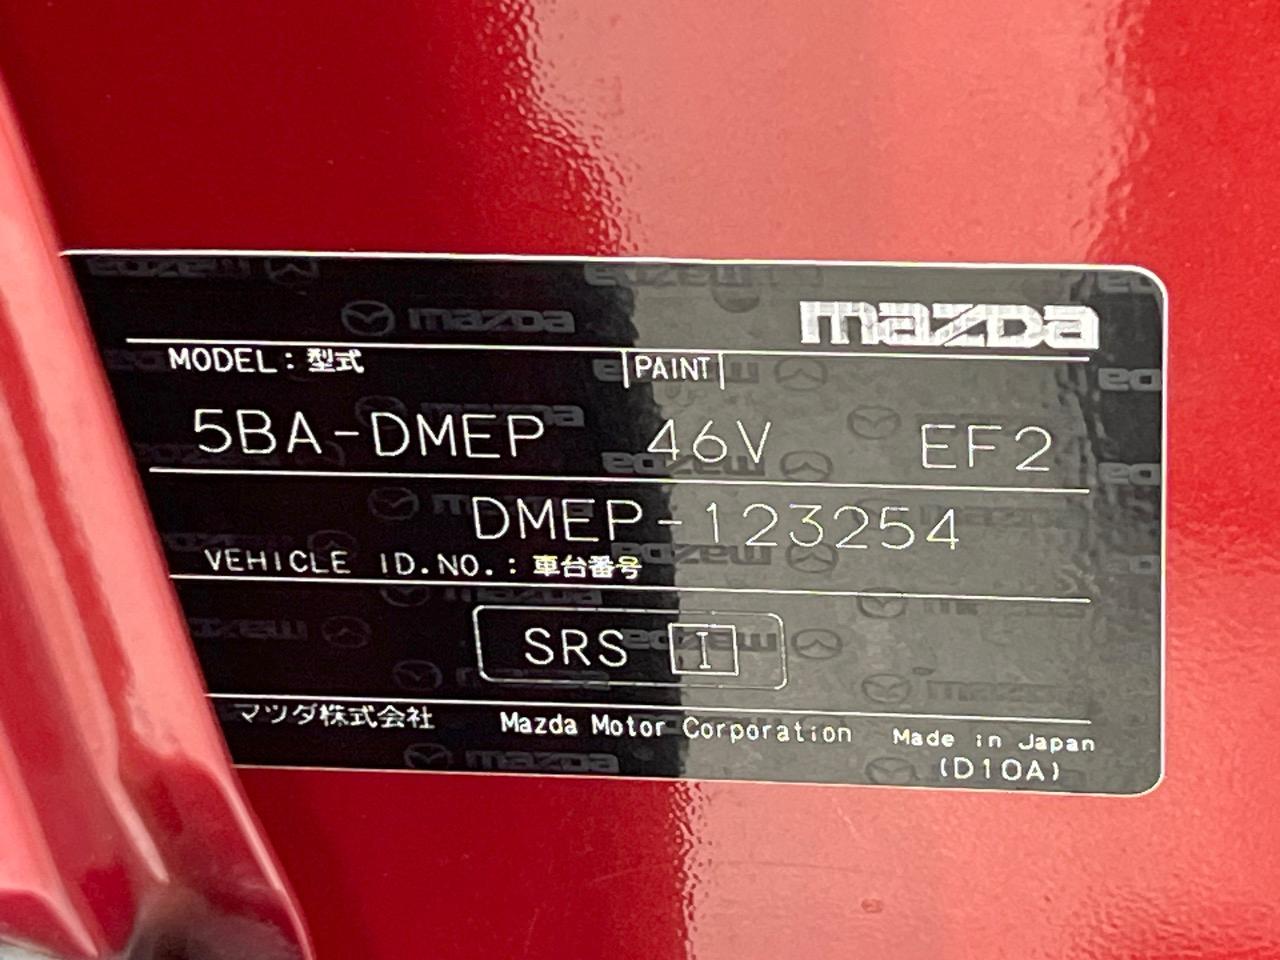 mazda
MODEL：型式 PAINT
5BA-DMEP 46V EF2
DMEP-123254
VEHICLE ID.NO.：車台番号
SRS I
マツダ株式会社 Mazda Motor Corporation Made in Japan
(D10A)